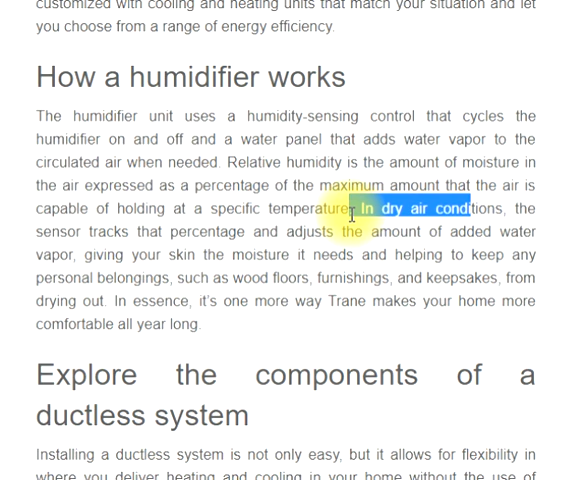 customized with cooling and heating units that match your situation and let
you choose from a range of energy efficiency.
How a humidifier works
The humidifier unit uses a humidity-sensing control that cycles the
humidifier on and off and a water panel that adds water vapor to the
circulated air when needed. Relative humidity is the amount of moisture in
the air expressed as a percentage of the maximum amount that the air is
capable of holding at a specific temperature. In dry air conditions, the
sensor tracks that percentage and adjusts the amount of added water
vapor, giving your skin the moisture it needs and helping to keep any
personal belongings, such as wood floors, furnishings, and keepsakes, from
drying out. In essence, it's one more way Trane makes your home more
comfortable all year long.
Explore the components of a
ductless system
Installing a ductless system is not only easy, but it allows for flexibility in
where you deliver heating and cooling in your home without the use of